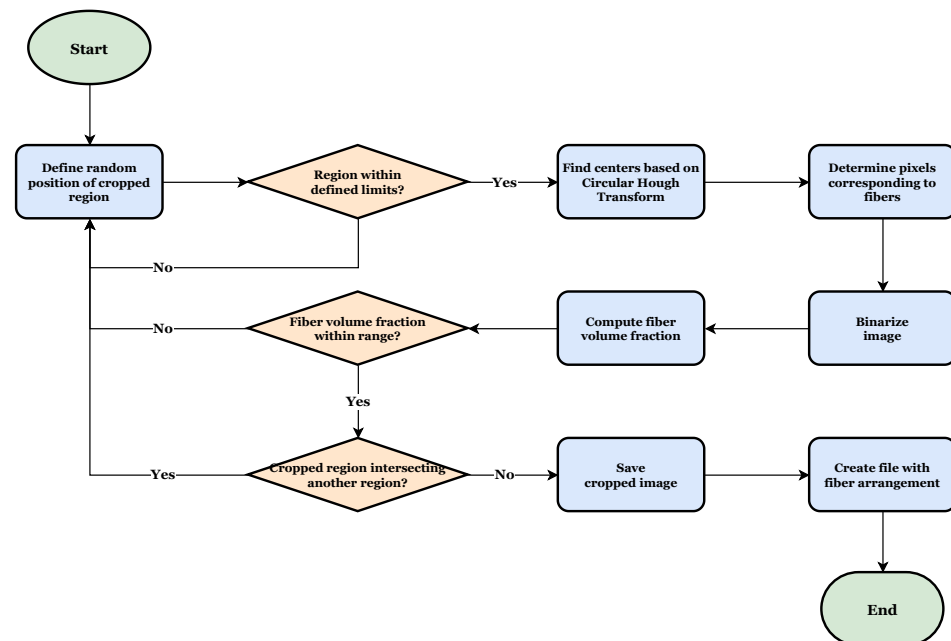 Start
Define random
position of cropped
region
Region within
defined limits?
Yes
Find centers based on
Circular Hough
Transform
Determine pixels
corresponding to
fibers
No
Fiber volume fraction
within range?
No
Compute fiber
volume fraction
Binarize
image
Yes
Cropped region intersecting
another region?
Yes
No
Save
cropped image
Create file with
fiber arrangement
End